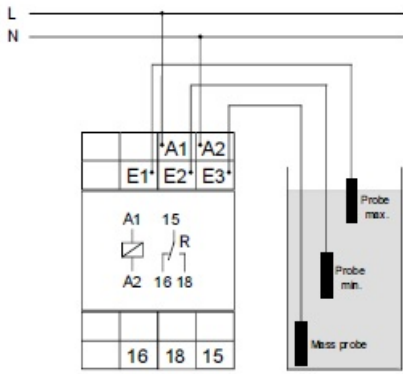 L
N
A1 A2
E1 E2 E3
A1 15
R
A2 16 18
Probe
max.
Probe
min.
Mass probe
16 18 15